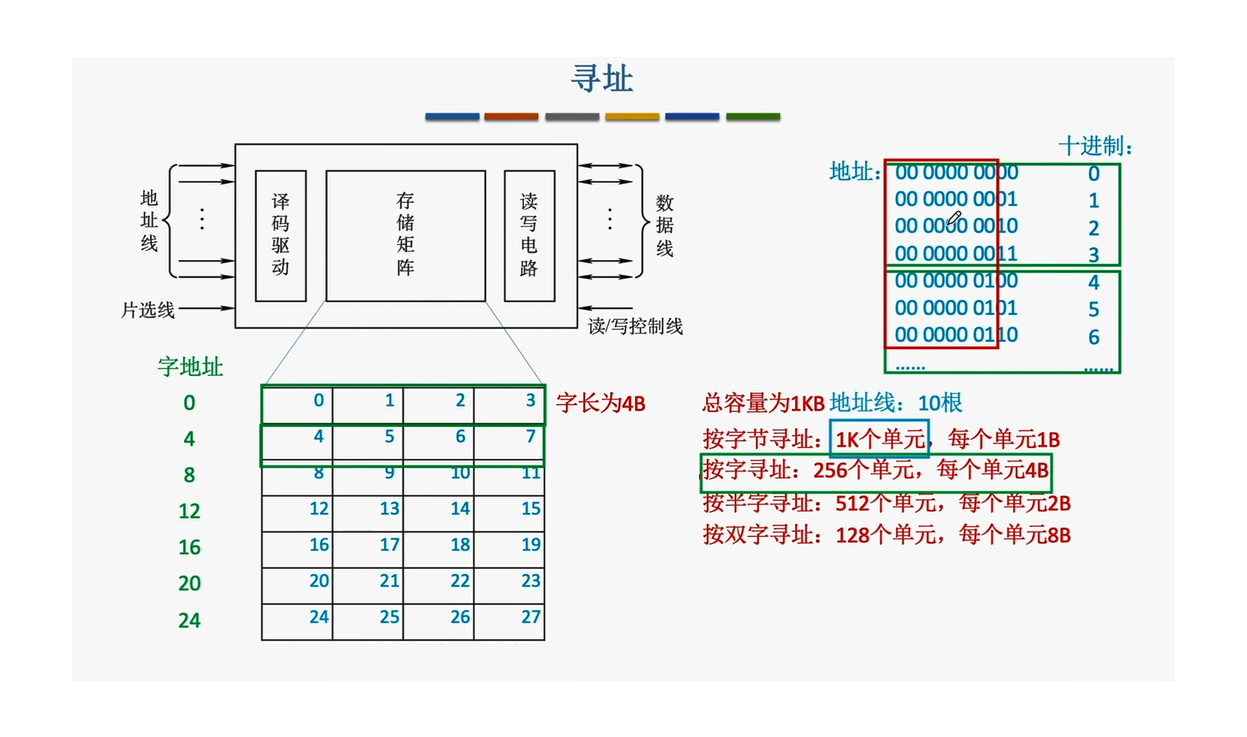 寻址
十进制：
地址：
00 0000 0000 0
00 0000 0001 1
00 0000 0010 2
00 0000 0011 3
00 0000 0100 4
00 0000 0101 5
00 0000 0110 6
...... ......
地址线
译码驱动
存储矩阵
读写电路
数据线
片选线
读/写控制线
字地址
0 0 1 2 3 字长为4B
4 4 5 6 7
8 8 9 10 11
12 12 13 14 15
16 16 17 18 19
20 20 21 22 23
24 24 25 26 27
总容量为1KB 地址线：10根
按字节寻址：1K个单元，每个单元1B
按字寻址：256个单元，每个单元4B
按半字寻址：512个单元，每个单元2B
按双字寻址：128个单元，每个单元8B